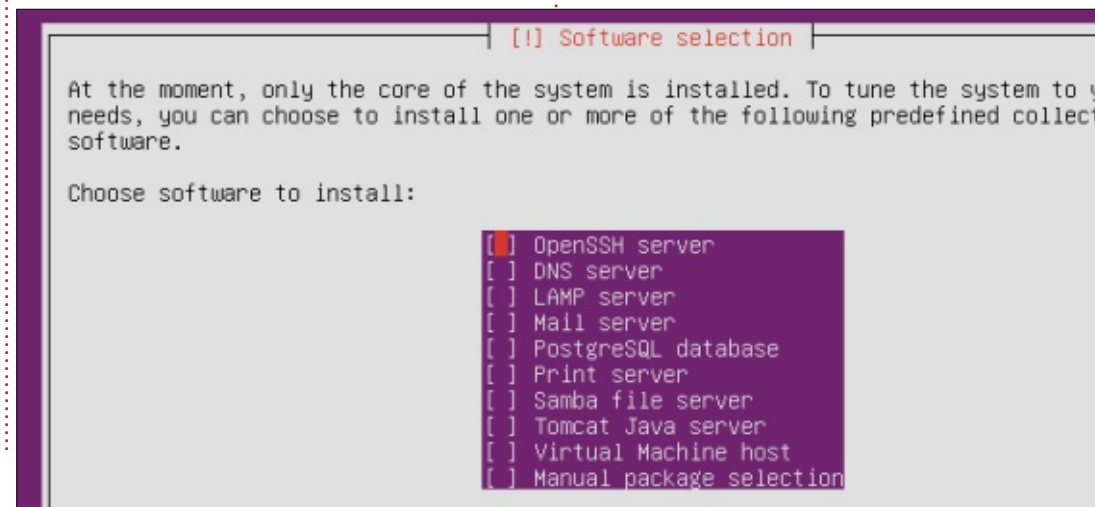 [!] Software selection
At the moment, only the core of the system is installed. To tune the system to
needs, you can choose to install one or more of the following predefined collect
software.
Choose software to install:
[ ] OpenSSH server
[ ] DNS server
[ ] LAMP server
[ ] Mail server
[ ] PostgreSQL database
[ ] Print server
[ ] Samba file server
[ ] Tomcat Java server
[ ] Virtual Machine host
[ ] Manual package selection